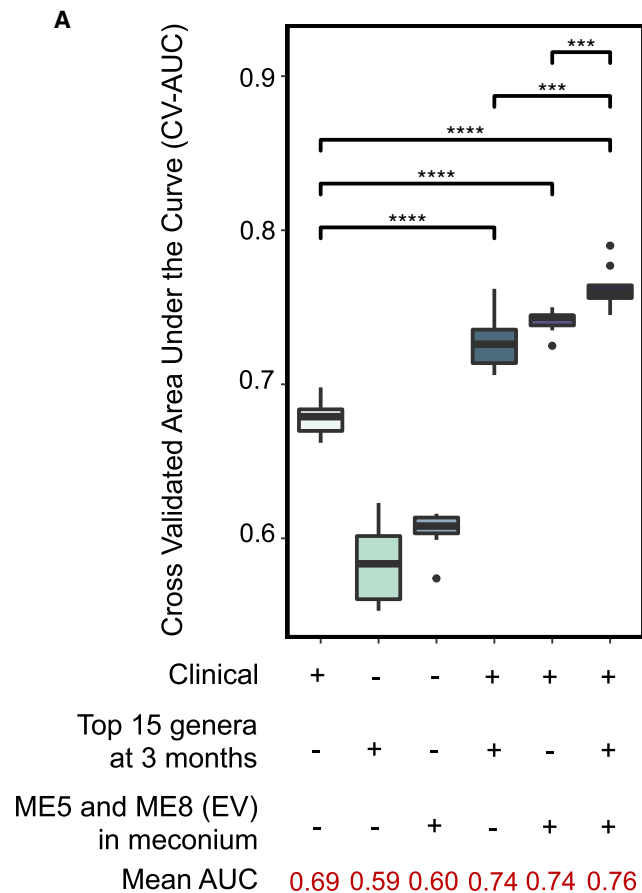 A
Cross Validated Area Under the Curve (CV-AUC)
0.9
0.8
0.7
0.6
***
***
****
****
****
Clinical + - - + + +
Top 15 genera
at 3 months - + - + - +
ME5 and ME8 (EV)
in meconium - - + - + +
Mean AUC 0.69 0.59 0.60 0.74 0.74 0.76